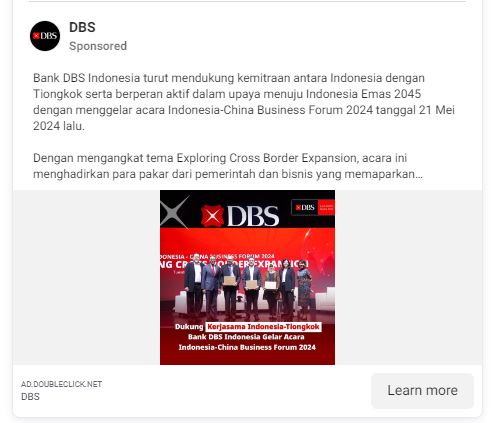 DBS
Sponsored
Bank DBS Indonesia turut mendukung kemitraan antara Indonesia dengan
Tiongkok serta berperan aktif dalam upaya menuju Indonesia Emas 2045
dengan menggelar acara Indonesia-China Business Forum 2024 tanggal 21 Mei
2024 lalu.
Dengan mengangkat tema Exploring Cross Border Expansion, acara ini
menghadirkan para pakar dari pemerintah dan bisnis yang memaparkan...
DBS
DBS
DBS
INDONESIA - CHINA BUSINESS FORUM 2024
NG CROSS BORDER EXPANSION
Dukung Kerjasama Indonesia-Tiongkok
Bank DBS Indonesia Gelar Acara
Indonesia-China Business Forum 2024
AD.DOUBLECLICK.NET
DBS
Learn more